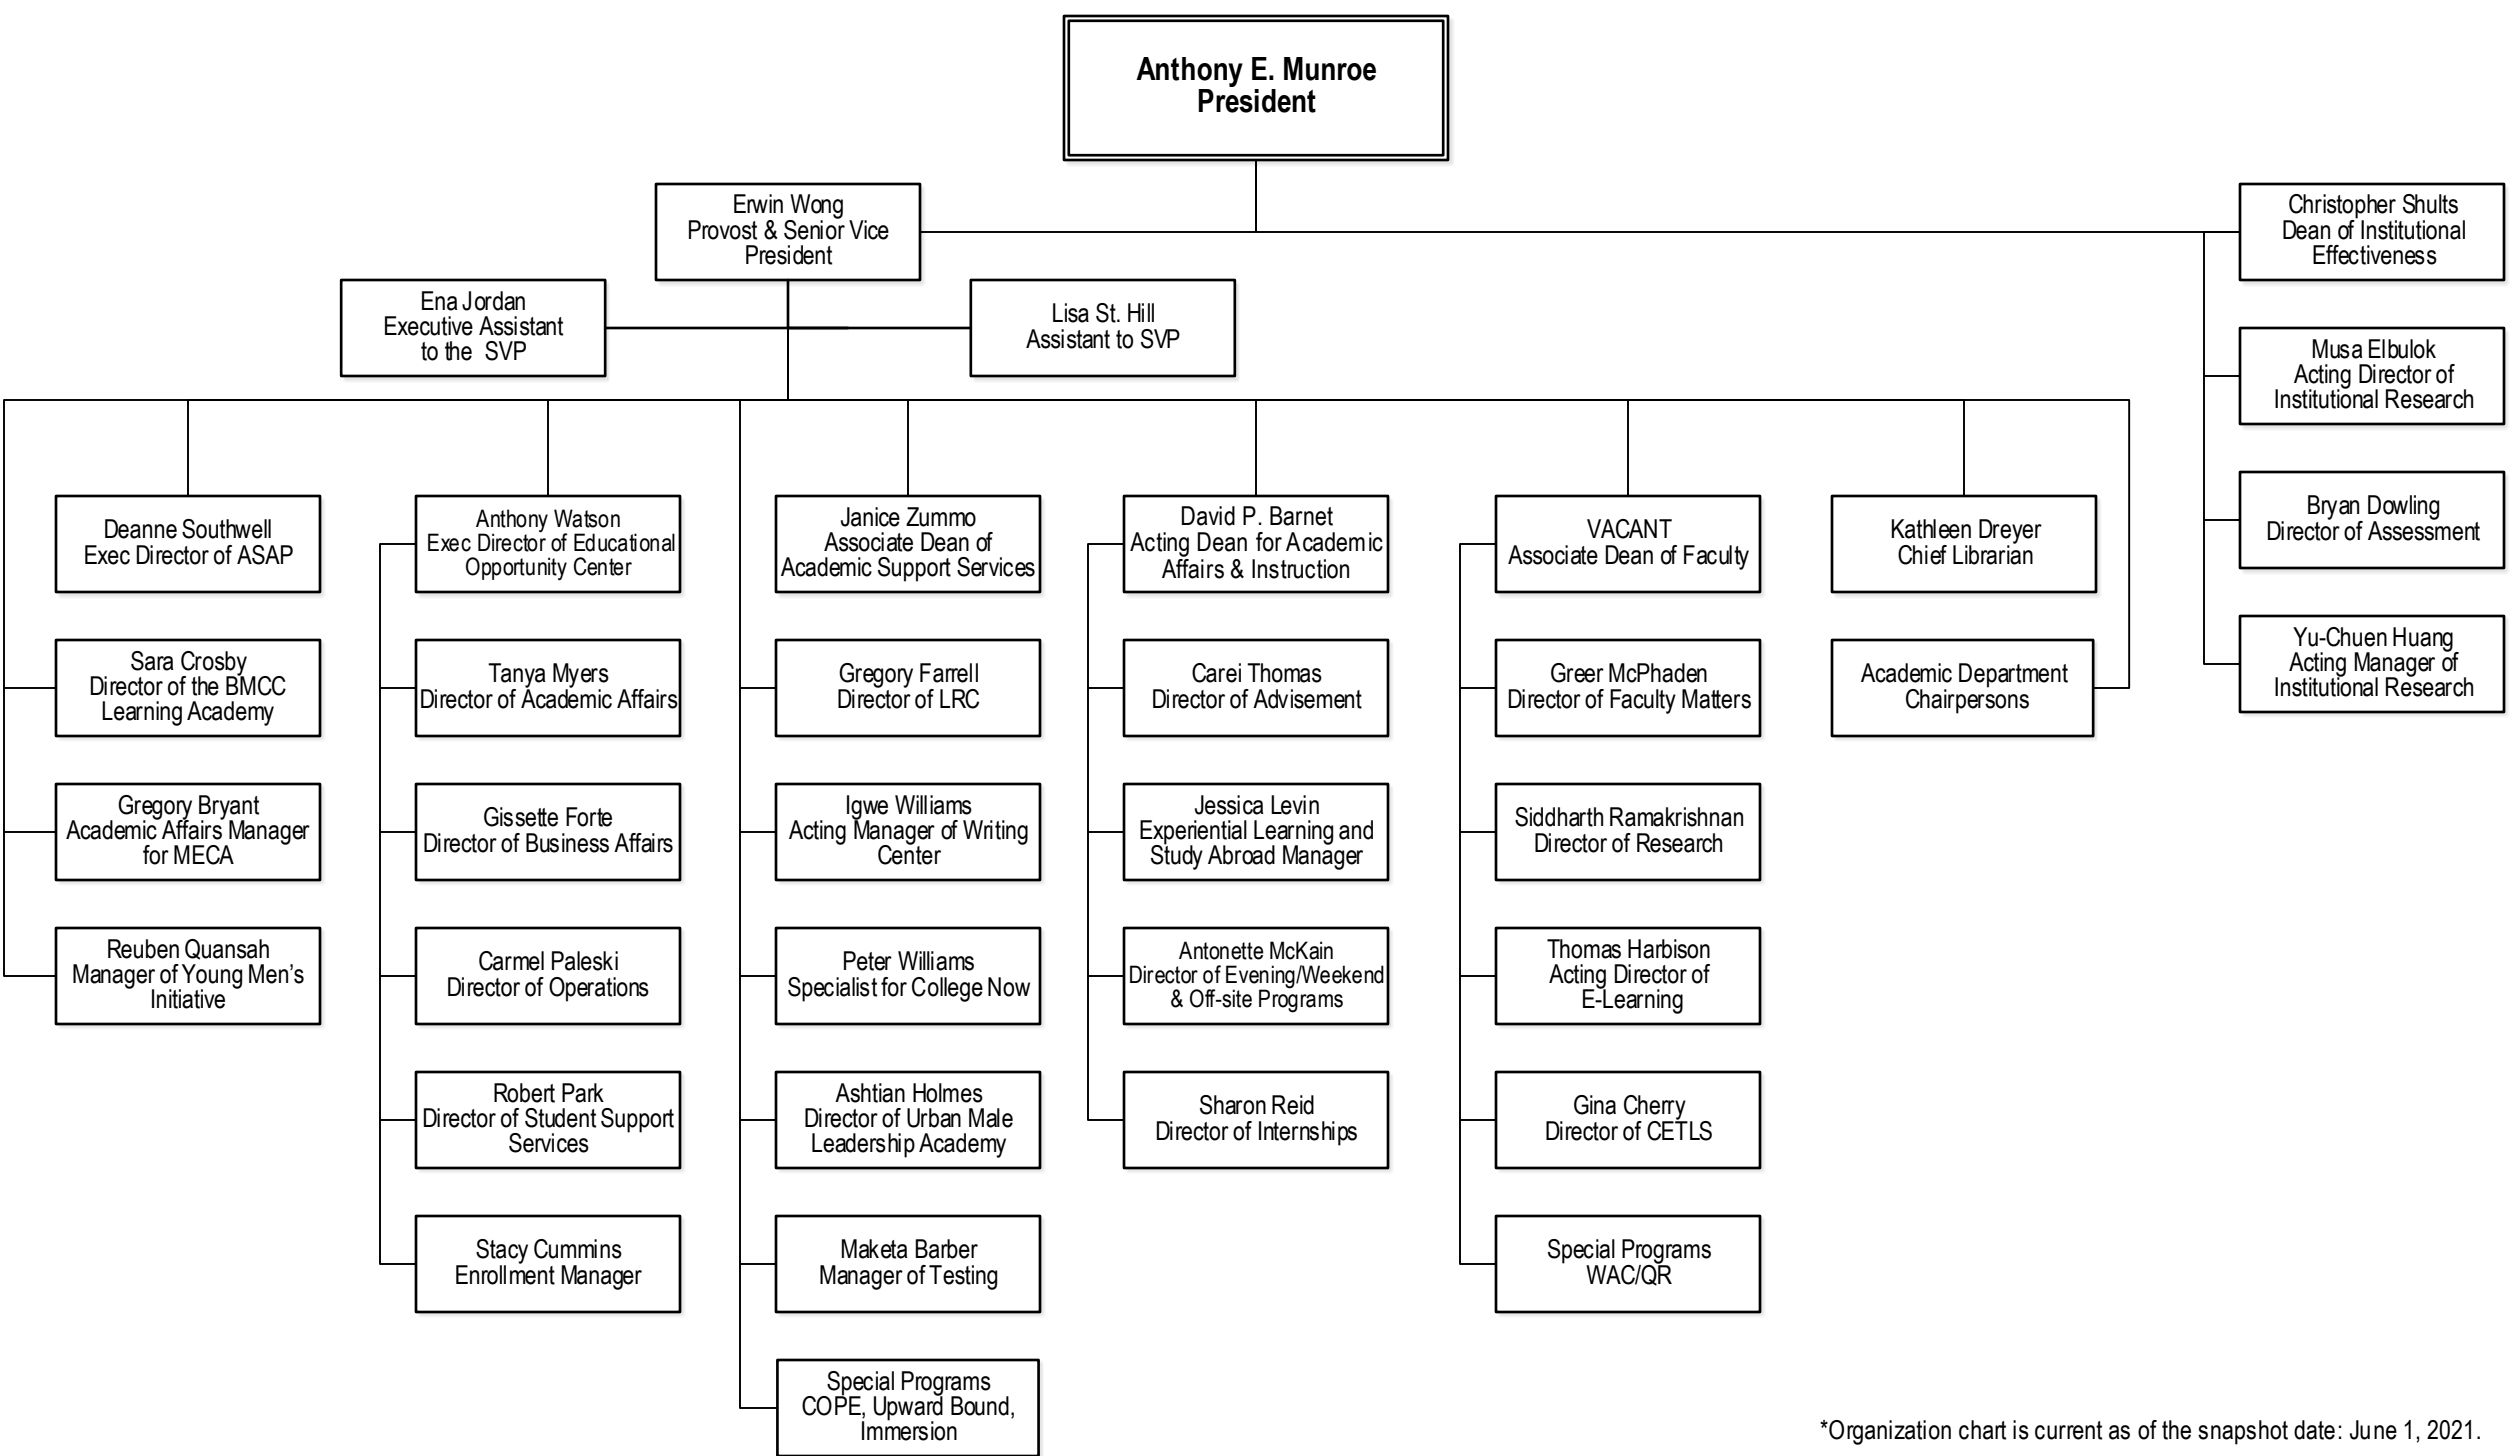 Anthony E. Munroe
President
Erwin Wong
Provost & Senior Vice
President
Christopher Shults
Dean of Institutional
Effectiveness
Ena Jordan
Executive Assistant
to the SVP
Lisa St. Hill
Assistant to SVP
Musa Elbulok
Acting Director of
Institutional Research
Bryan Dowling
Director of Assessment
Yu-Chuen Huang
Acting Manager of
Institutional Research
Deanne Southwell
Exec Director of ASAP
Sara Crosby
Director of the BMCC
Learning Academy
Gregory Bryant
Academic Affairs Manager
for MECA
Reuben Quansah
Manager of Young Men’s
Initiative
Anthony Watson
Exec Director of Educational
Opportunity Center
Tanya Myers
Director of Academic Affairs
Gissette Forte
Director of Business Affairs
Carmel Paleski
Director of Operations
Robert Park
Director of Student Support
Services
Stacy Cummins
Enrollment Manager
Janice Zummo
Associate Dean of
Academic Support Services
Gregory Farrell
Director of LRC
Igwe Williams
Acting Manager of Writing
Center
Peter Williams
Specialist for College Now
Ashtian Holmes
Director of Urban Male
Leadership Academy
Maketa Barber
Manager of Testing
Special Programs
COPE, Upward Bound,
Immersion
David P. Barnet
Acting Dean for Academic
Affairs & Instruction
Carei Thomas
Director of Advisement
Jessica Levin
Experiential Learning and
Study Abroad Manager
Antonette McKain
Director of Evening/Weekend
& Off-site Programs
Sharon Reid
Director of Internships
VACANT
Associate Dean of Faculty
Greer McPhaden
Director of Faculty Matters
Siddharth Ramakrishnan
Director of Research
Thomas Harbison
Acting Director of
E-Learning
Gina Cherry
Director of CETLS
Special Programs
WAC/QR
Kathleen Dreyer
Chief Librarian
Academic Department
Chairpersons
*Organization chart is current as of the snapshot date: June 1, 2021.